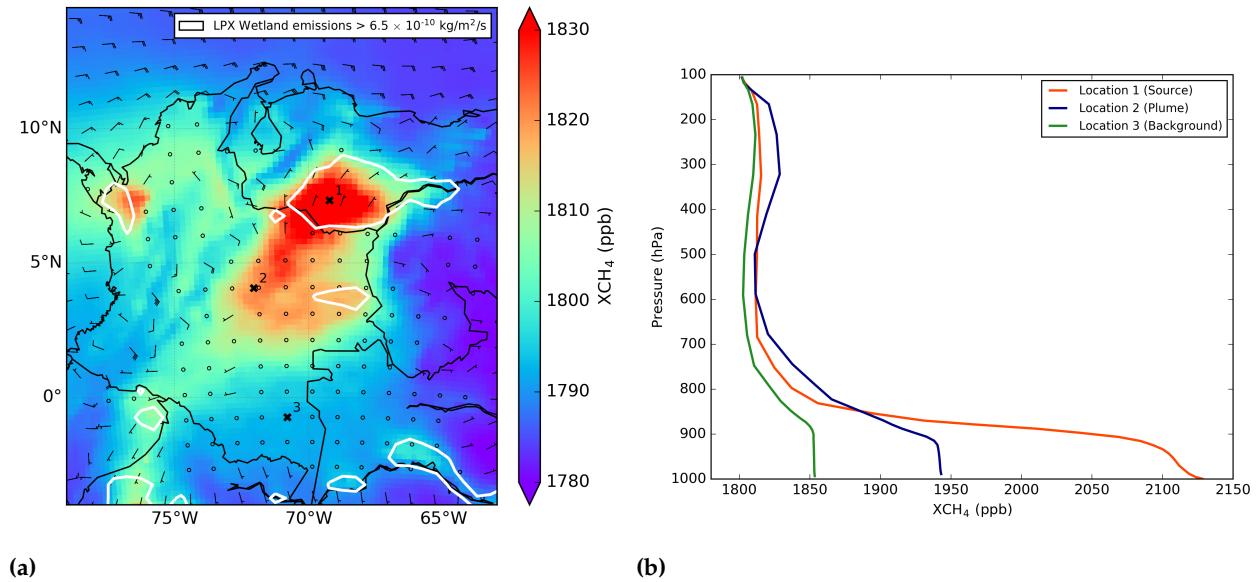 LPX Wetland emissions > 6.5 × 10⁻¹⁰ kg/m²/s
10°N
5°N
0°
75°W
70°W
65°W
1
2
3
1830
1820
1810
1800
1790
1780
XCH₄ (ppb)
(a)
Location 1 (Source)
Location 2 (Plume)
Location 3 (Background)
Pressure (hPa)
100
200
300
400
500
600
700
800
900
1000
1800
1850
1900
1950
2000
2050
2100
2150
XCH₄ (ppb)
(b)